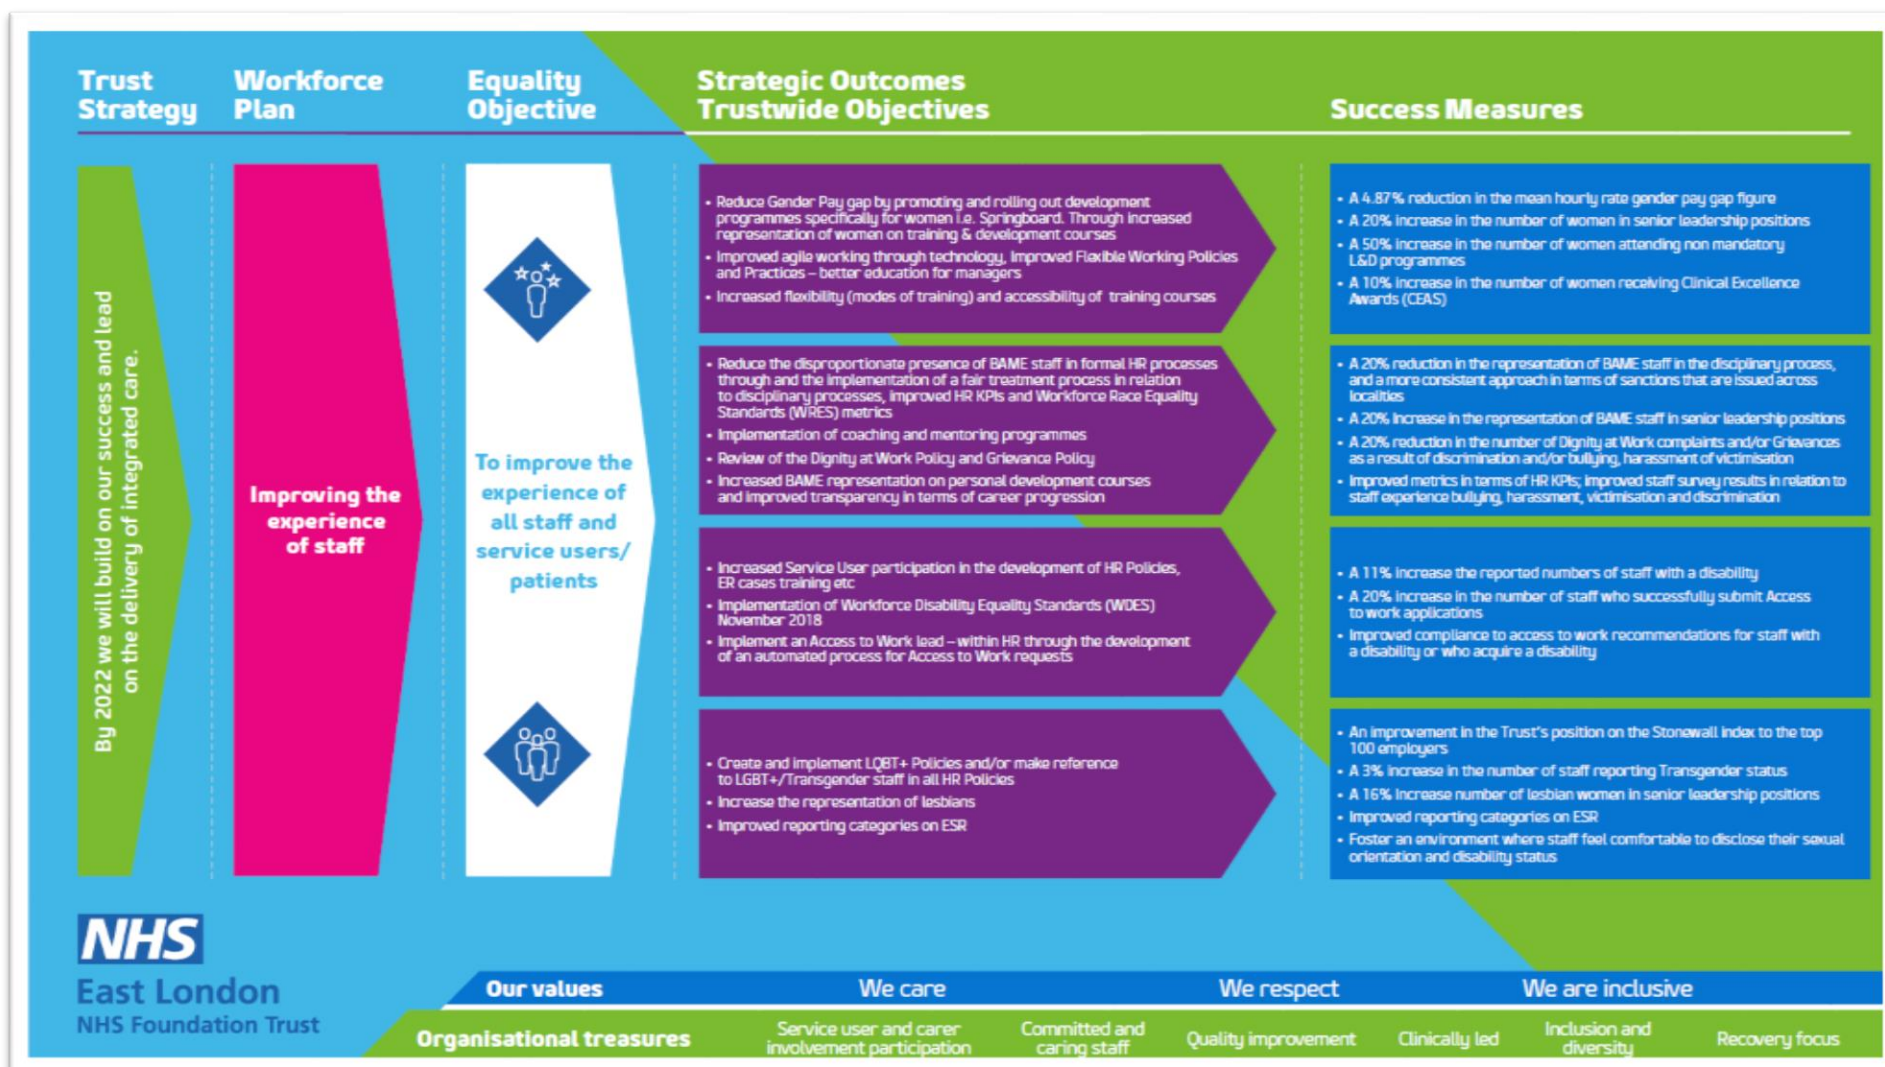 Trust
Strategy
Workforce
Plan
Equality
Objective
Strategic Outcomes
Trustwide Objectives
Success Measures
By 2022 we will build on our success and lead
on the delivery of integrated care.
Improving the
experience
of staff
To improve the
experience of
all staff and
service users/
patients
• Reduce Gender Pay gap by promoting and rolling out development
programmes specifically for women i.e. Springboard. Through increased
representation of women on training & development courses
• Improved agile working through technology, Improved Flexible Working Policies
and Practices – better education for managers
• Increased flexibility (modes of training) and accessibility of training courses
• A 4.87% reduction in the mean hourly rate gender pay gap figure
• A 20% increase in the number of women in senior leadership positions
• A 50% increase in the number of women attending non mandatory
L&D programmes
• A 10% increase in the number of women receiving Clinical Excellence
Awards (CEAS)
• Reduce the disproportionate presence of BAME staff in formal HR processes
through and the implementation of a fair treatment process in relation
to disciplinary processes, improved HR KPIs and Workforce Race Equality
Standards (WRES) metrics
• Implementation of coaching and mentoring programmes
• Review of the Dignity at Work Policy and Grievance Policy
• Increased BAME representation on personal development courses
and improved transparency in terms of career progression
• A 20% reduction in the representation of BAME staff in the disciplinary process,
and a more consistent approach in terms of sanctions that are issued across
localities
• A 20% Increase in the representation of BAME staff in senior leadership positions
• A 20% reduction in the number of Dignity at Work complaints and/or Grievances
as a result of discrimination and/or bullying, harassment of victimisation
• Improved metrics in terms of HR KPIs; improved staff survey results in relation to
staff experience bullying, harassment, victimisation and discrimination
• Increased Service User participation in the development of HR Policies,
ER cases training etc
• Implementation of Workforce Disability Equality Standards (WDES)
November 2018
• Implement an Access to Work lead – within HR through the development
of an automated process for Access to Work requests
• A 11% increase the reported numbers of staff with a disability
• A 20% increase in the number of staff who successfully submit Access
to work applications
• Improved compliance to access to work recommendations for staff with
a disability or who acquire a disability
• Create and implement LQBT+ Policies and/or make reference
to LGBT+/Transgender staff in all HR Policies
• Increase the representation of lesbians
• Improved reporting categories on ESR
• An improvement in the Trust's position on the Stonewall index to the top
100 employers
• A 3% increase in the number of staff reporting Transgender status
• A 16% Increase number of lesbian women in senior leadership positions
• Improved reporting categories on ESR
• Foster an environment where staff feel comfortable to disclose their sexual
orientation and disability status
NHS
East London
NHS Foundation Trust
Our values
We care
We respect
We are inclusive
Organisational treasures
Service user and carer
involvement participation
Committed and
caring staff
Quality improvement
Clinically led
Inclusion and
diversity
Recovery focus